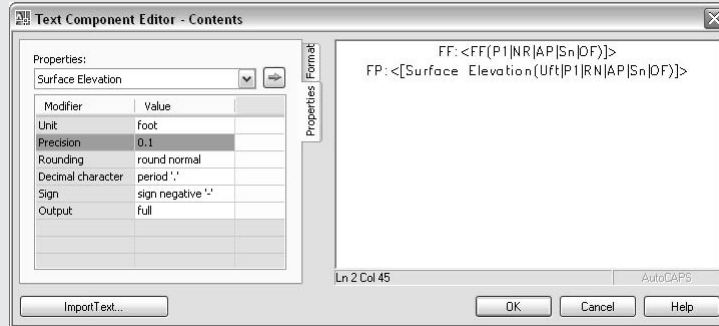 Text Component Editor - Contents
Properties:
Surface Elevation
Modifier Value
Unit foot
Precision 0.1
Rounding round normal
Decimal character period '.'
Sign sign negative '-'
Output full
Format
Properties
FF:<FF(P1|NR|AP|Sn|OF)]>
FP:<[Surface Elevation(Uft|P1|RN|AP|Sn|OF)]>
Ln 2 Col 45
AutoCAPS
ImportText...
OK
Cancel
Help